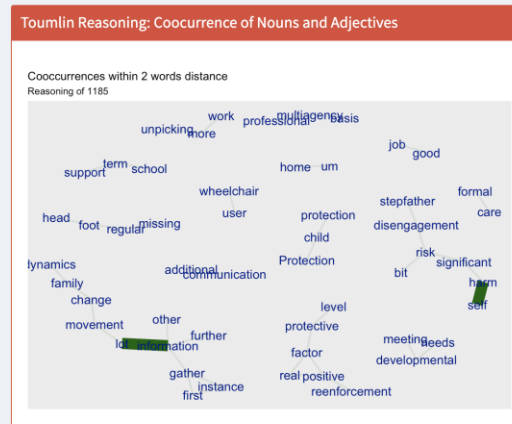 Toumlin Reasoning: Coocurrence of Nouns and Adjectives
Cooccurrences within 2 words distance
Reasoning of 1185
work
professional
multiagency
basis
unpicking
more
job
good
term
support
school
home
um
wheelchair
user
formal
stepfather
care
head
foot
regular
missing
protection
disengagement
child
risk
significant
Protection
dynamics
additional
communication
bit
family
harm
change
self
level
movement
other
protective
lot
information
further
meeting
needs
factor
developmental
gather
real
positive
instance
first
reenforcement